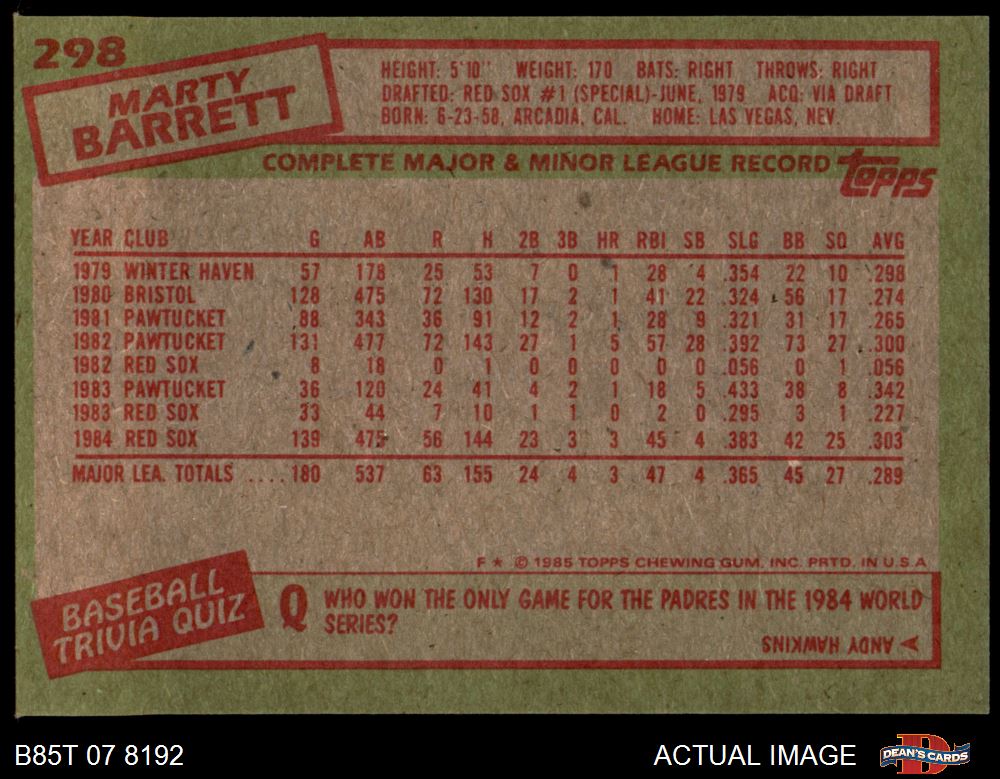 298
MARTY
BARRETT
HEIGHT: 5'10" WEIGHT: 170 BATS: RIGHT THROWS: RIGHT
DRAFTED: RED SOX #1 (SPECIAL)-JUNE, 1979 ACQ: VIA DRAFT
BORN: 6-23-58, ARCADIA, CAL. HOME: LAS VEGAS, NEV.
COMPLETE MAJOR & MINOR LEAGUE RECORD topps
YEAR CLUB G AB R H 2B 3B HR RBI SB SLG BB SO AVG
1979 WINTER HAVEN 57 178 25 53 7 0 1 28 4 .354 22 10 .298
1980 BRISTOL 128 475 72 130 17 2 1 41 22 .324 56 17 .274
1981 PAWTUCKET 88 343 36 91 12 2 1 28 9 .321 31 17 .265
1982 PAWTUCKET 131 477 72 143 27 1 5 57 28 .392 73 27 .300
1982 RED SOX 8 18 0 1 0 0 0 0 0 .056 0 1 .056
1983 PAWTUCKET 36 120 24 41 4 2 1 18 5 .433 38 8 .342
1983 RED SOX 33 44 7 10 1 1 0 2 0 .295 3 1 .227
1984 RED SOX 139 475 56 144 23 3 3 45 4 .383 42 25 .303
MAJOR LEA. TOTALS .... 180 537 63 155 24 4 3 47 4 .365 45 27 .289
F ★ © 1985 TOPPS CHEWING GUM, INC. PRTD. IN U.S.A
BASEBALL
TRIVIA QUIZ
Q WHO WON THE ONLY GAME FOR THE PADRES IN THE 1984 WORLD
SERIES?
ANDY HAWKINS
B85T 07 8192 ACTUAL IMAGE DEAN'S CARDS